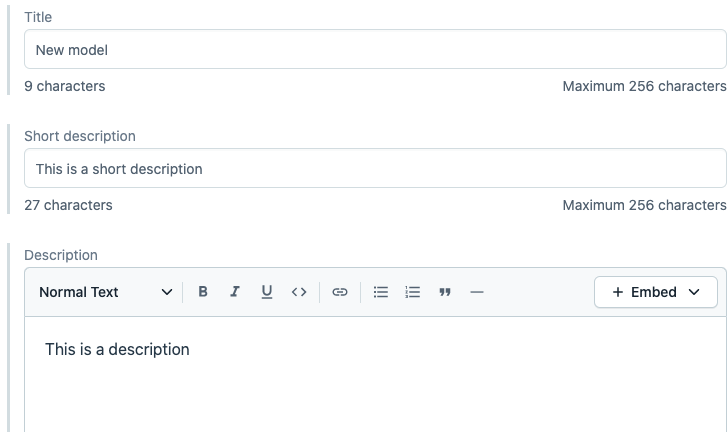 Title
New model
9 characters Maximum 256 characters
Short description
This is a short description
27 characters Maximum 256 characters
Description
Normal Text B I U <> + Embed
This is a description